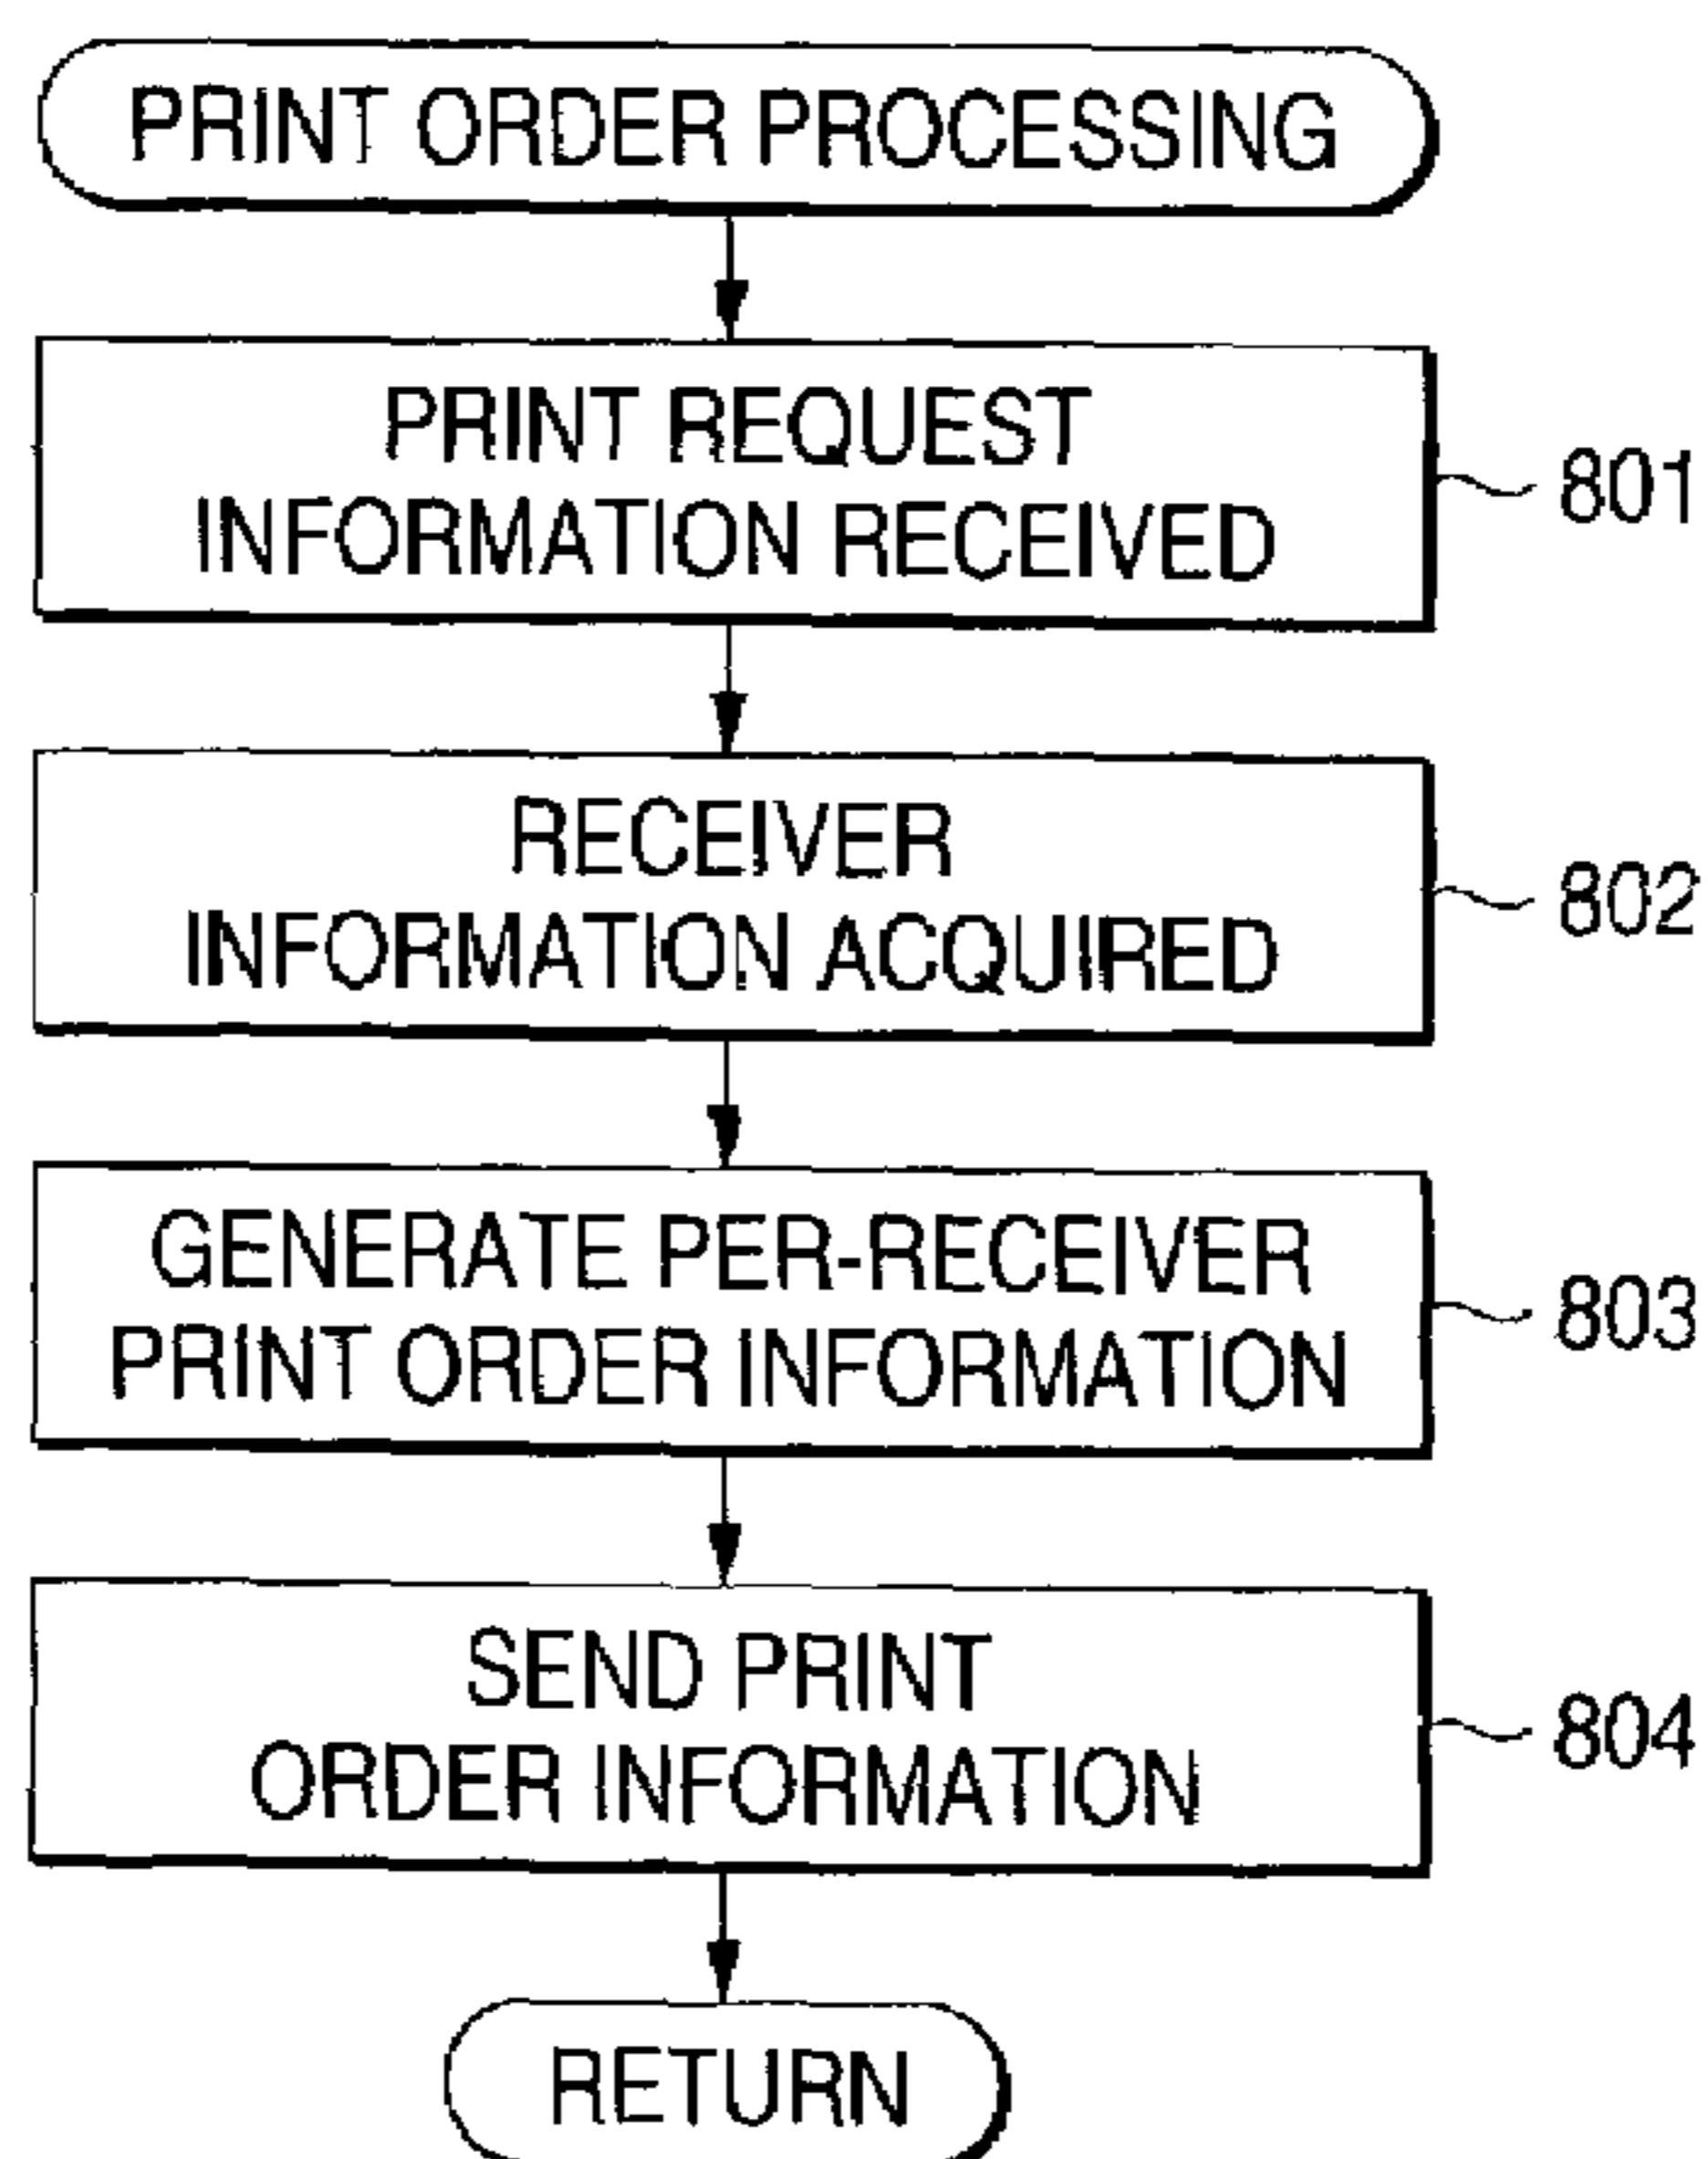 PRINT ORDER PROCESSING
PRINT REQUEST
INFORMATION RECEIVED
801
RECEIVER
INFORMATION ACQUIRED
802
GENERATE PER-RECEIVER
PRINT ORDER INFORMATION
803
SEND PRINT
ORDER INFORMATION
804
RETURN